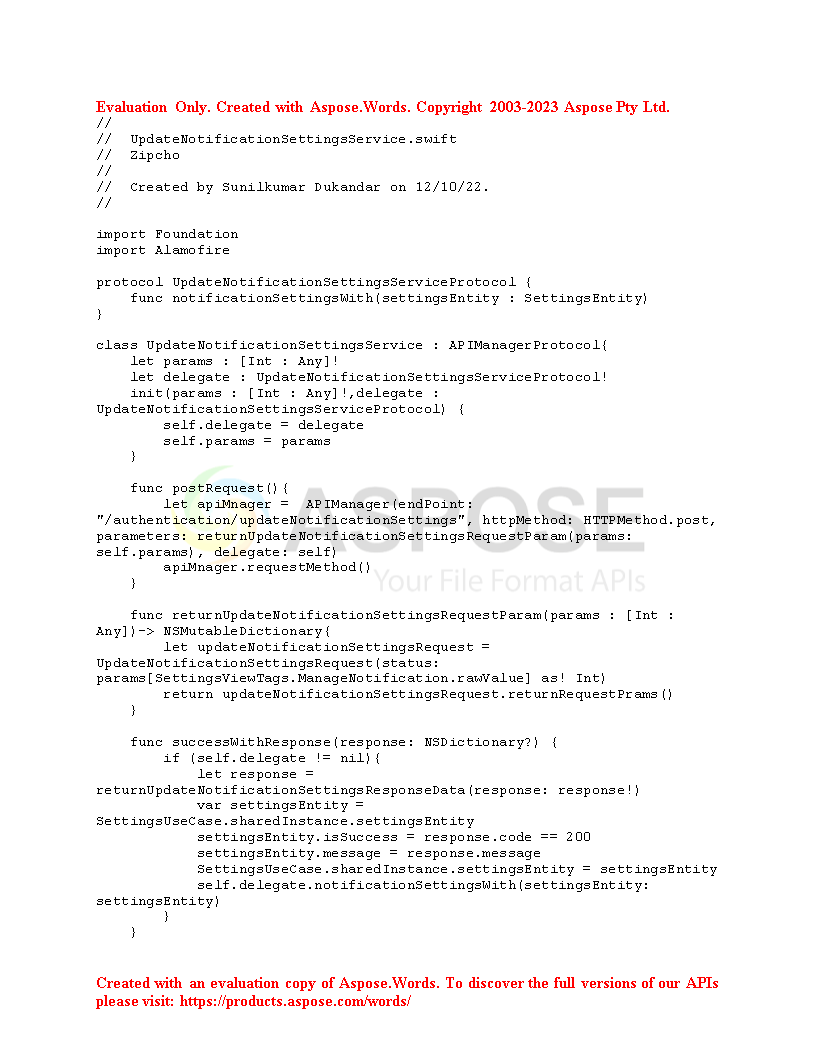 Evaluation Only. Created with Aspose.Words. Copyright 2003-2023 Aspose Pty Ltd.
//
//  UpdateNotificationSettingsService.swift
//  Zipcho
//
//  Created by Sunilkumar Dukandar on 12/10/22.
//

import Foundation
import Alamofire

protocol UpdateNotificationSettingsServiceProtocol {
    func notificationSettingsWith(settingsEntity : SettingsEntity)
}

class UpdateNotificationSettingsService : APIManagerProtocol{
    let params : [Int : Any]!
    let delegate : UpdateNotificationSettingsServiceProtocol!
    init(params : [Int : Any]!,delegate :
UpdateNotificationSettingsServiceProtocol) {
        self.delegate = delegate
        self.params = params
    }

    func postRequest(){
        let apiMnager =  APIManager(endPoint:
"/authentication/updateNotificationSettings", httpMethod: HTTPMethod.post,
parameters: returnUpdateNotificationSettingsRequestParam(params:
self.params), delegate: self)
        apiMnager.requestMethod()
    }

    func returnUpdateNotificationSettingsRequestParam(params : [Int :
Any])-> NSMutableDictionary{
        let updateNotificationSettingsRequest =
UpdateNotificationSettingsRequest(status:
params[SettingsViewTags.ManageNotification.rawValue] as! Int)
        return updateNotificationSettingsRequest.returnRequestPrams()
    }

    func successWithResponse(response: NSDictionary?) {
        if (self.delegate != nil){
            let response =
returnUpdateNotificationSettingsResponseData(response: response!)
            var settingsEntity =
SettingsUseCase.sharedInstance.settingsEntity
            settingsEntity.isSuccess = response.code == 200
            settingsEntity.message = response.message
            SettingsUseCase.sharedInstance.settingsEntity = settingsEntity
            self.delegate.notificationSettingsWith(settingsEntity:
settingsEntity)
        }
    }

ASPOSE
Your File Format APIs
Created with an evaluation copy of Aspose.Words. To discover the full versions of our APIs
please visit: https://products.aspose.com/words/